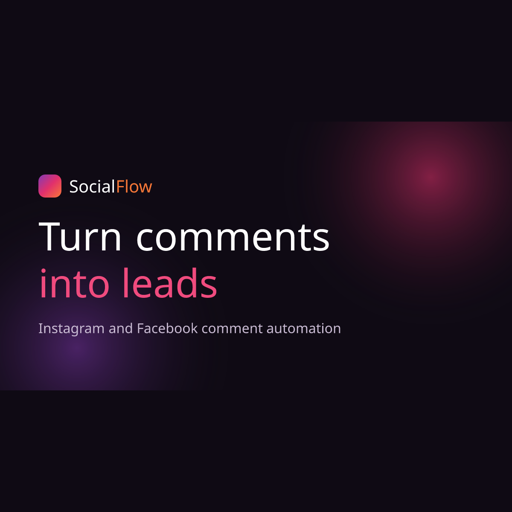 SocialFlow
Turn comments
into leads
Instagram and Facebook comment automation